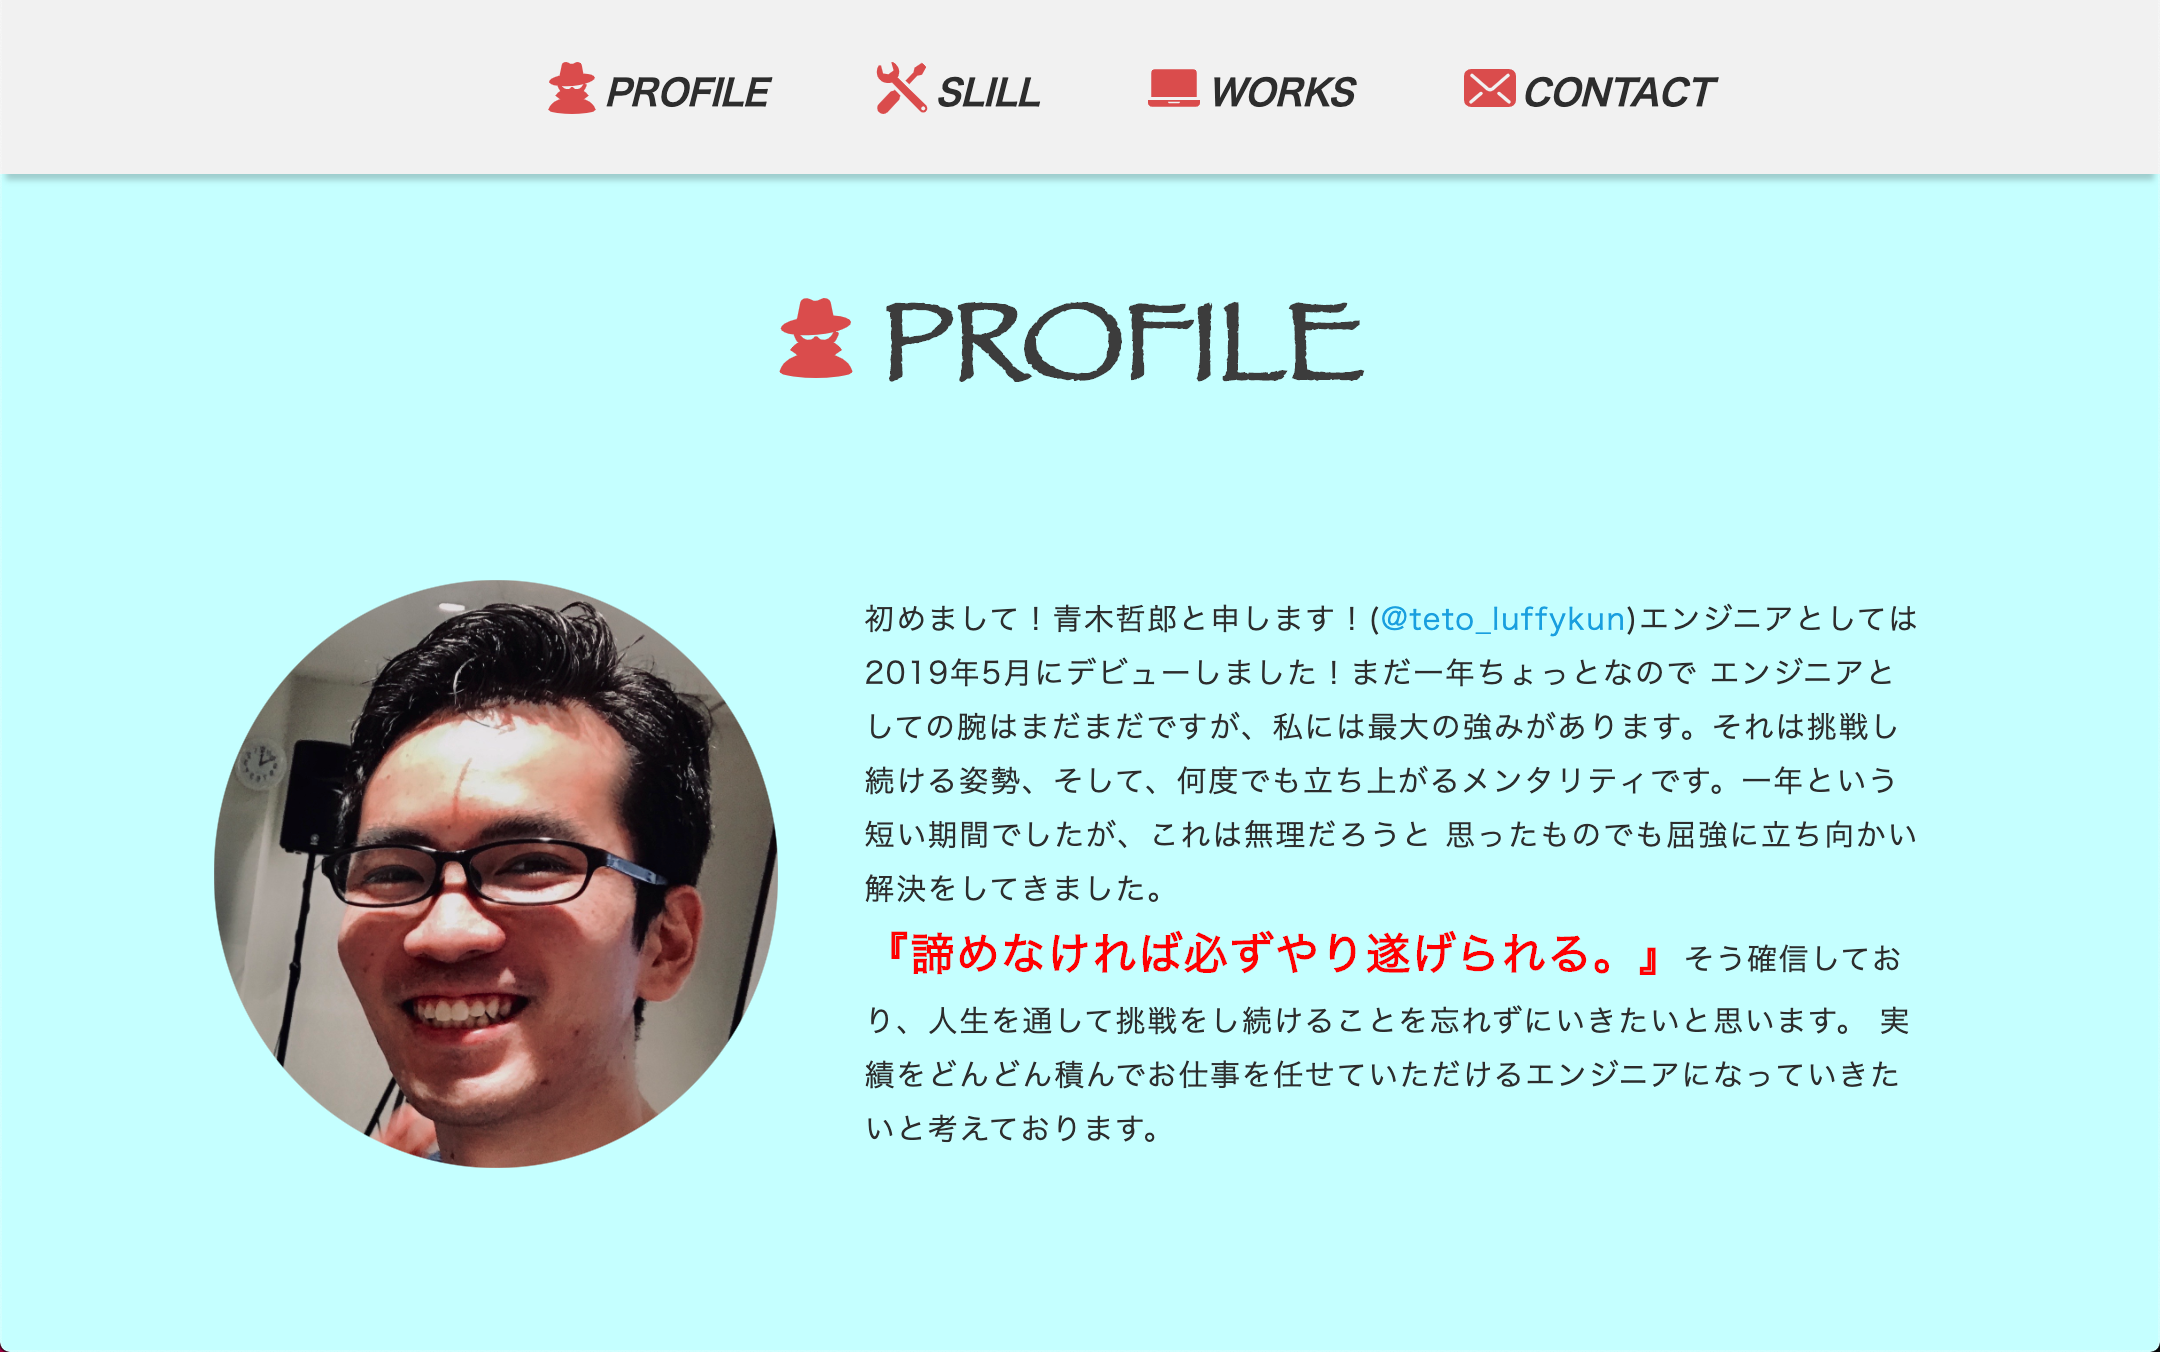 PROFILE
SLILL
WORKS
CONTACT
PROFILE
初めまして！青木哲郎と申します！(@teto_luffykun)エンジニアとしては
2019年5月にデビューしました！まだ一年ちょっとなので エンジニアと
しての腕はまだまだですが、私には最大の強みがあります。それは挑戦し
続ける姿勢、そして、何度でも立ち上がるメンタリティです。一年という
短い期間でしたが、これは無理だろうと 思ったものでも屈強に立ち向かい
解決をしてきました。
『諦めなければ必ずやり遂げられる。』そう確信してお
り、人生を通して挑戦をし続けることを忘れずにいきたいと思います。 実
績をどんどん積んでお仕事を任せていただけるエンジニアになっていきた
いと考えております。